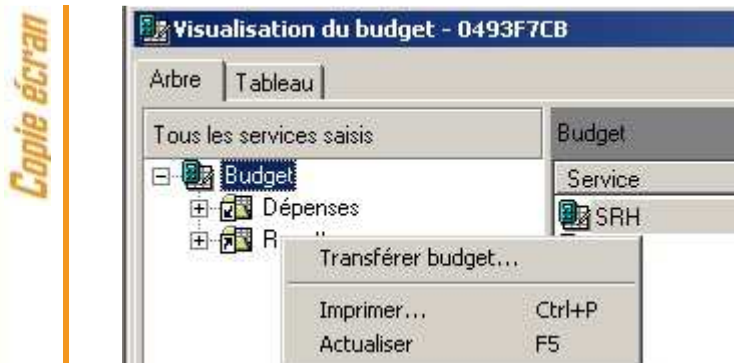 Copie écran
Visualisation du budget - 0493F7CB
Arbre Tableau
Tous les services saisis Budget
Budget Service
Dépenses SRH
Transférer budget...
Imprimer... Ctrl+P
Actualiser F5